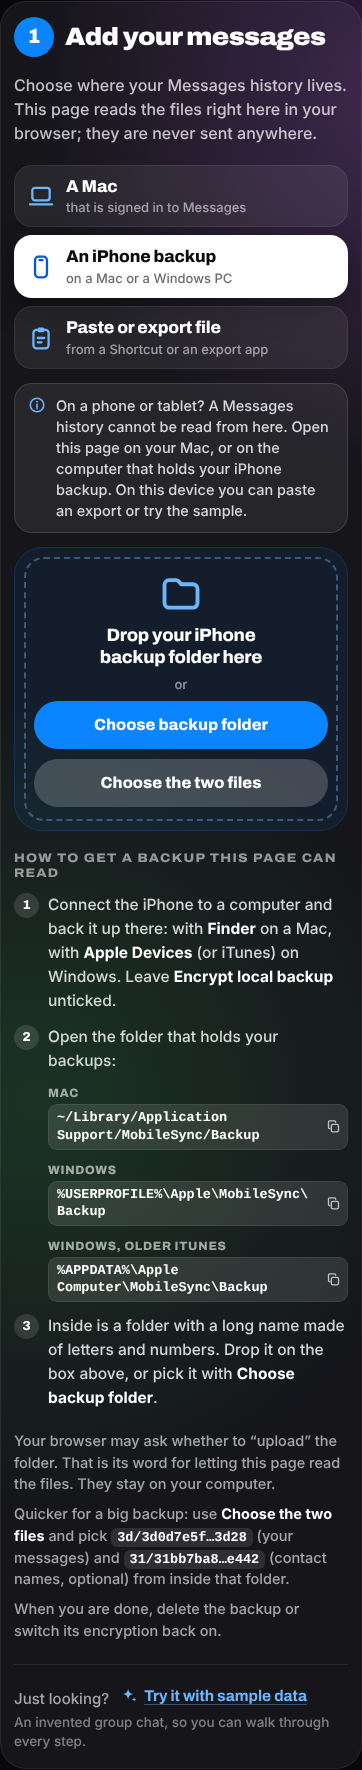 1 Add your messages
Choose where your Messages history lives.
This page reads the files right here in your
browser; they are never sent anywhere.
A Mac
that is signed in to Messages
An iPhone backup
on a Mac or a Windows PC
Paste or export file
from a Shortcut or an export app
On a phone or tablet? A Messages
history cannot be read from here. Open
this page on your Mac, or on the
computer that holds your iPhone
backup. On this device you can paste
an export or try the sample.
Drop your iPhone
backup folder here
or
Choose backup folder
Choose the two files
HOW TO GET A BACKUP THIS PAGE CAN
READ
1 Connect the iPhone to a computer and
back it up there: with Finder on a Mac,
with Apple Devices (or iTunes) on
Windows. Leave Encrypt local backup
unticked.
2 Open the folder that holds your
backups:
MAC
~/Library/Application
Support/MobileSync/Backup
WINDOWS
%USERPROFILE%\Apple\MobileSync\
Backup
WINDOWS, OLDER ITUNES
%APPDATA%\Apple
Computer\MobileSync\Backup
3 Inside is a folder with a long name made
of letters and numbers. Drop it on the
box above, or pick it with Choose
backup folder.
Your browser may ask whether to “upload” the
folder. That is its word for letting this page read
the files. They stay on your computer.
Quicker for a big backup: use Choose the two
files and pick 3d/3d0d7e5f…3d28 (your
messages) and 31/31bb7ba8…e442 (contact
names, optional) from inside that folder.
When you are done, delete the backup or
switch its encryption back on.
Just looking? Try it with sample data
An invented group chat, so you can walk through
every step.